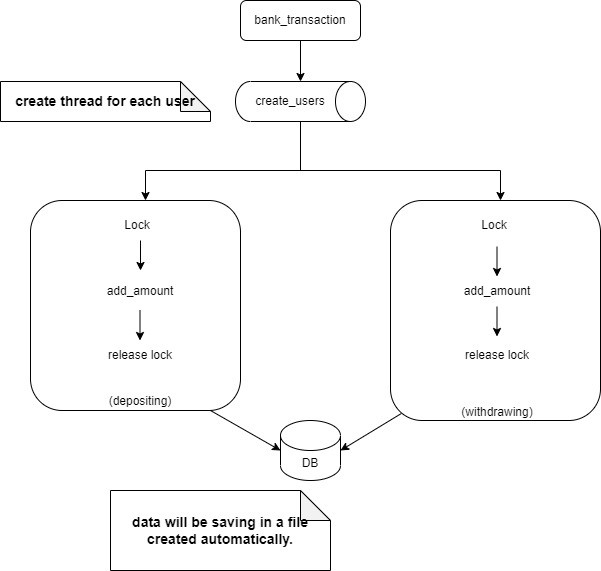 bank_transaction
create thread for each user
create_users
Lock
add_amount
release lock
(depositing)
Lock
add_amount
release lock
(withdrawing)
DB
data will be saving in a file
created automatically.